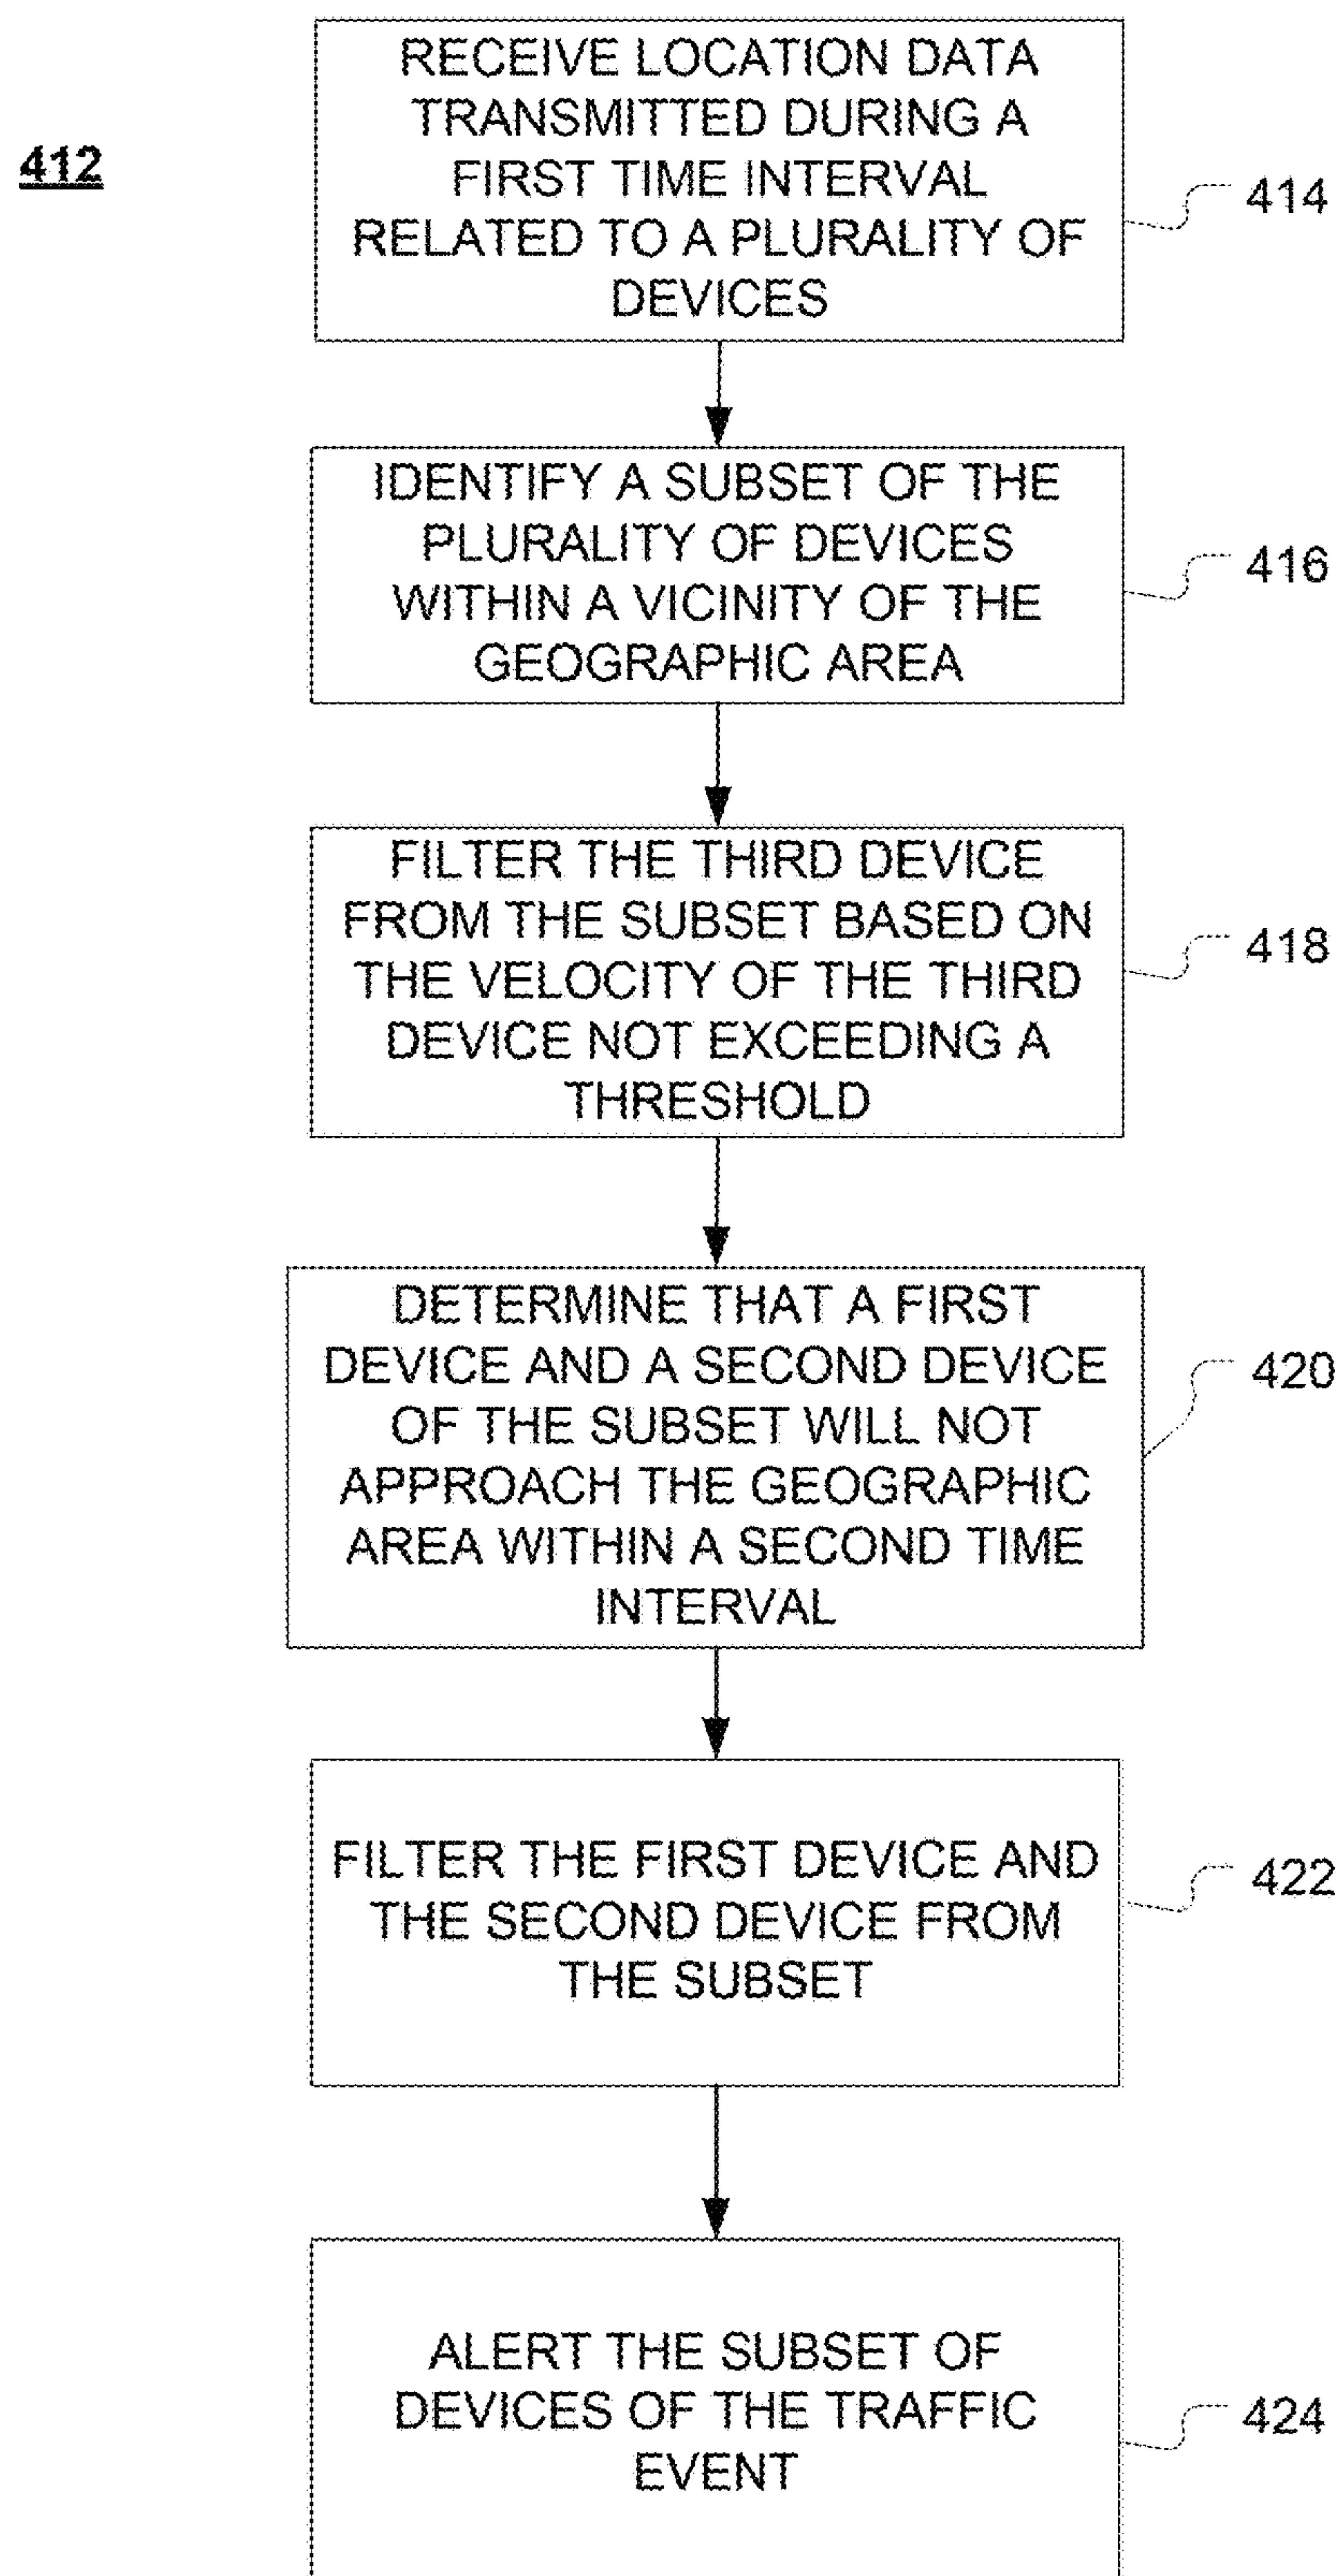 412
RECEIVE LOCATION DATA
TRANSMITTED DURING A
FIRST TIME INTERVAL
RELATED TO A PLURALITY OF
DEVICES
414
IDENTIFY A SUBSET OF THE
PLURALITY OF DEVICES
WITHIN A VICINITY OF THE
GEOGRAPHIC AREA
416
FILTER THE THIRD DEVICE
FROM THE SUBSET BASED ON
THE VELOCITY OF THE THIRD
DEVICE NOT EXCEEDING A
THRESHOLD
418
DETERMINE THAT A FIRST
DEVICE AND A SECOND DEVICE
OF THE SUBSET WILL NOT
APPROACH THE GEOGRAPHIC
AREA WITHIN A SECOND TIME
INTERVAL
420
FILTER THE FIRST DEVICE AND
THE SECOND DEVICE FROM
THE SUBSET
422
ALERT THE SUBSET OF
DEVICES OF THE TRAFFIC
EVENT
424